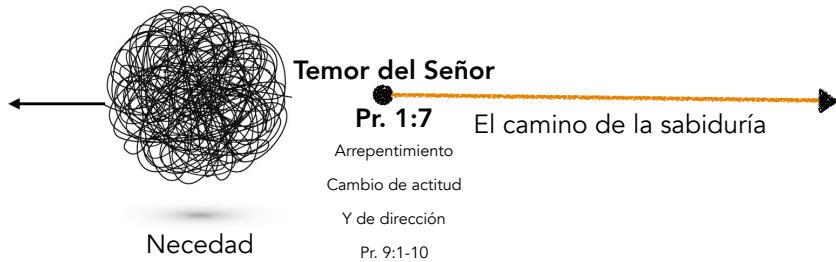 Temor del Señor
Pr. 1:7
El camino de la sabiduría
Arrepentimiento
Cambio de actitud
Y de dirección
Pr. 9:1-10
Necedad